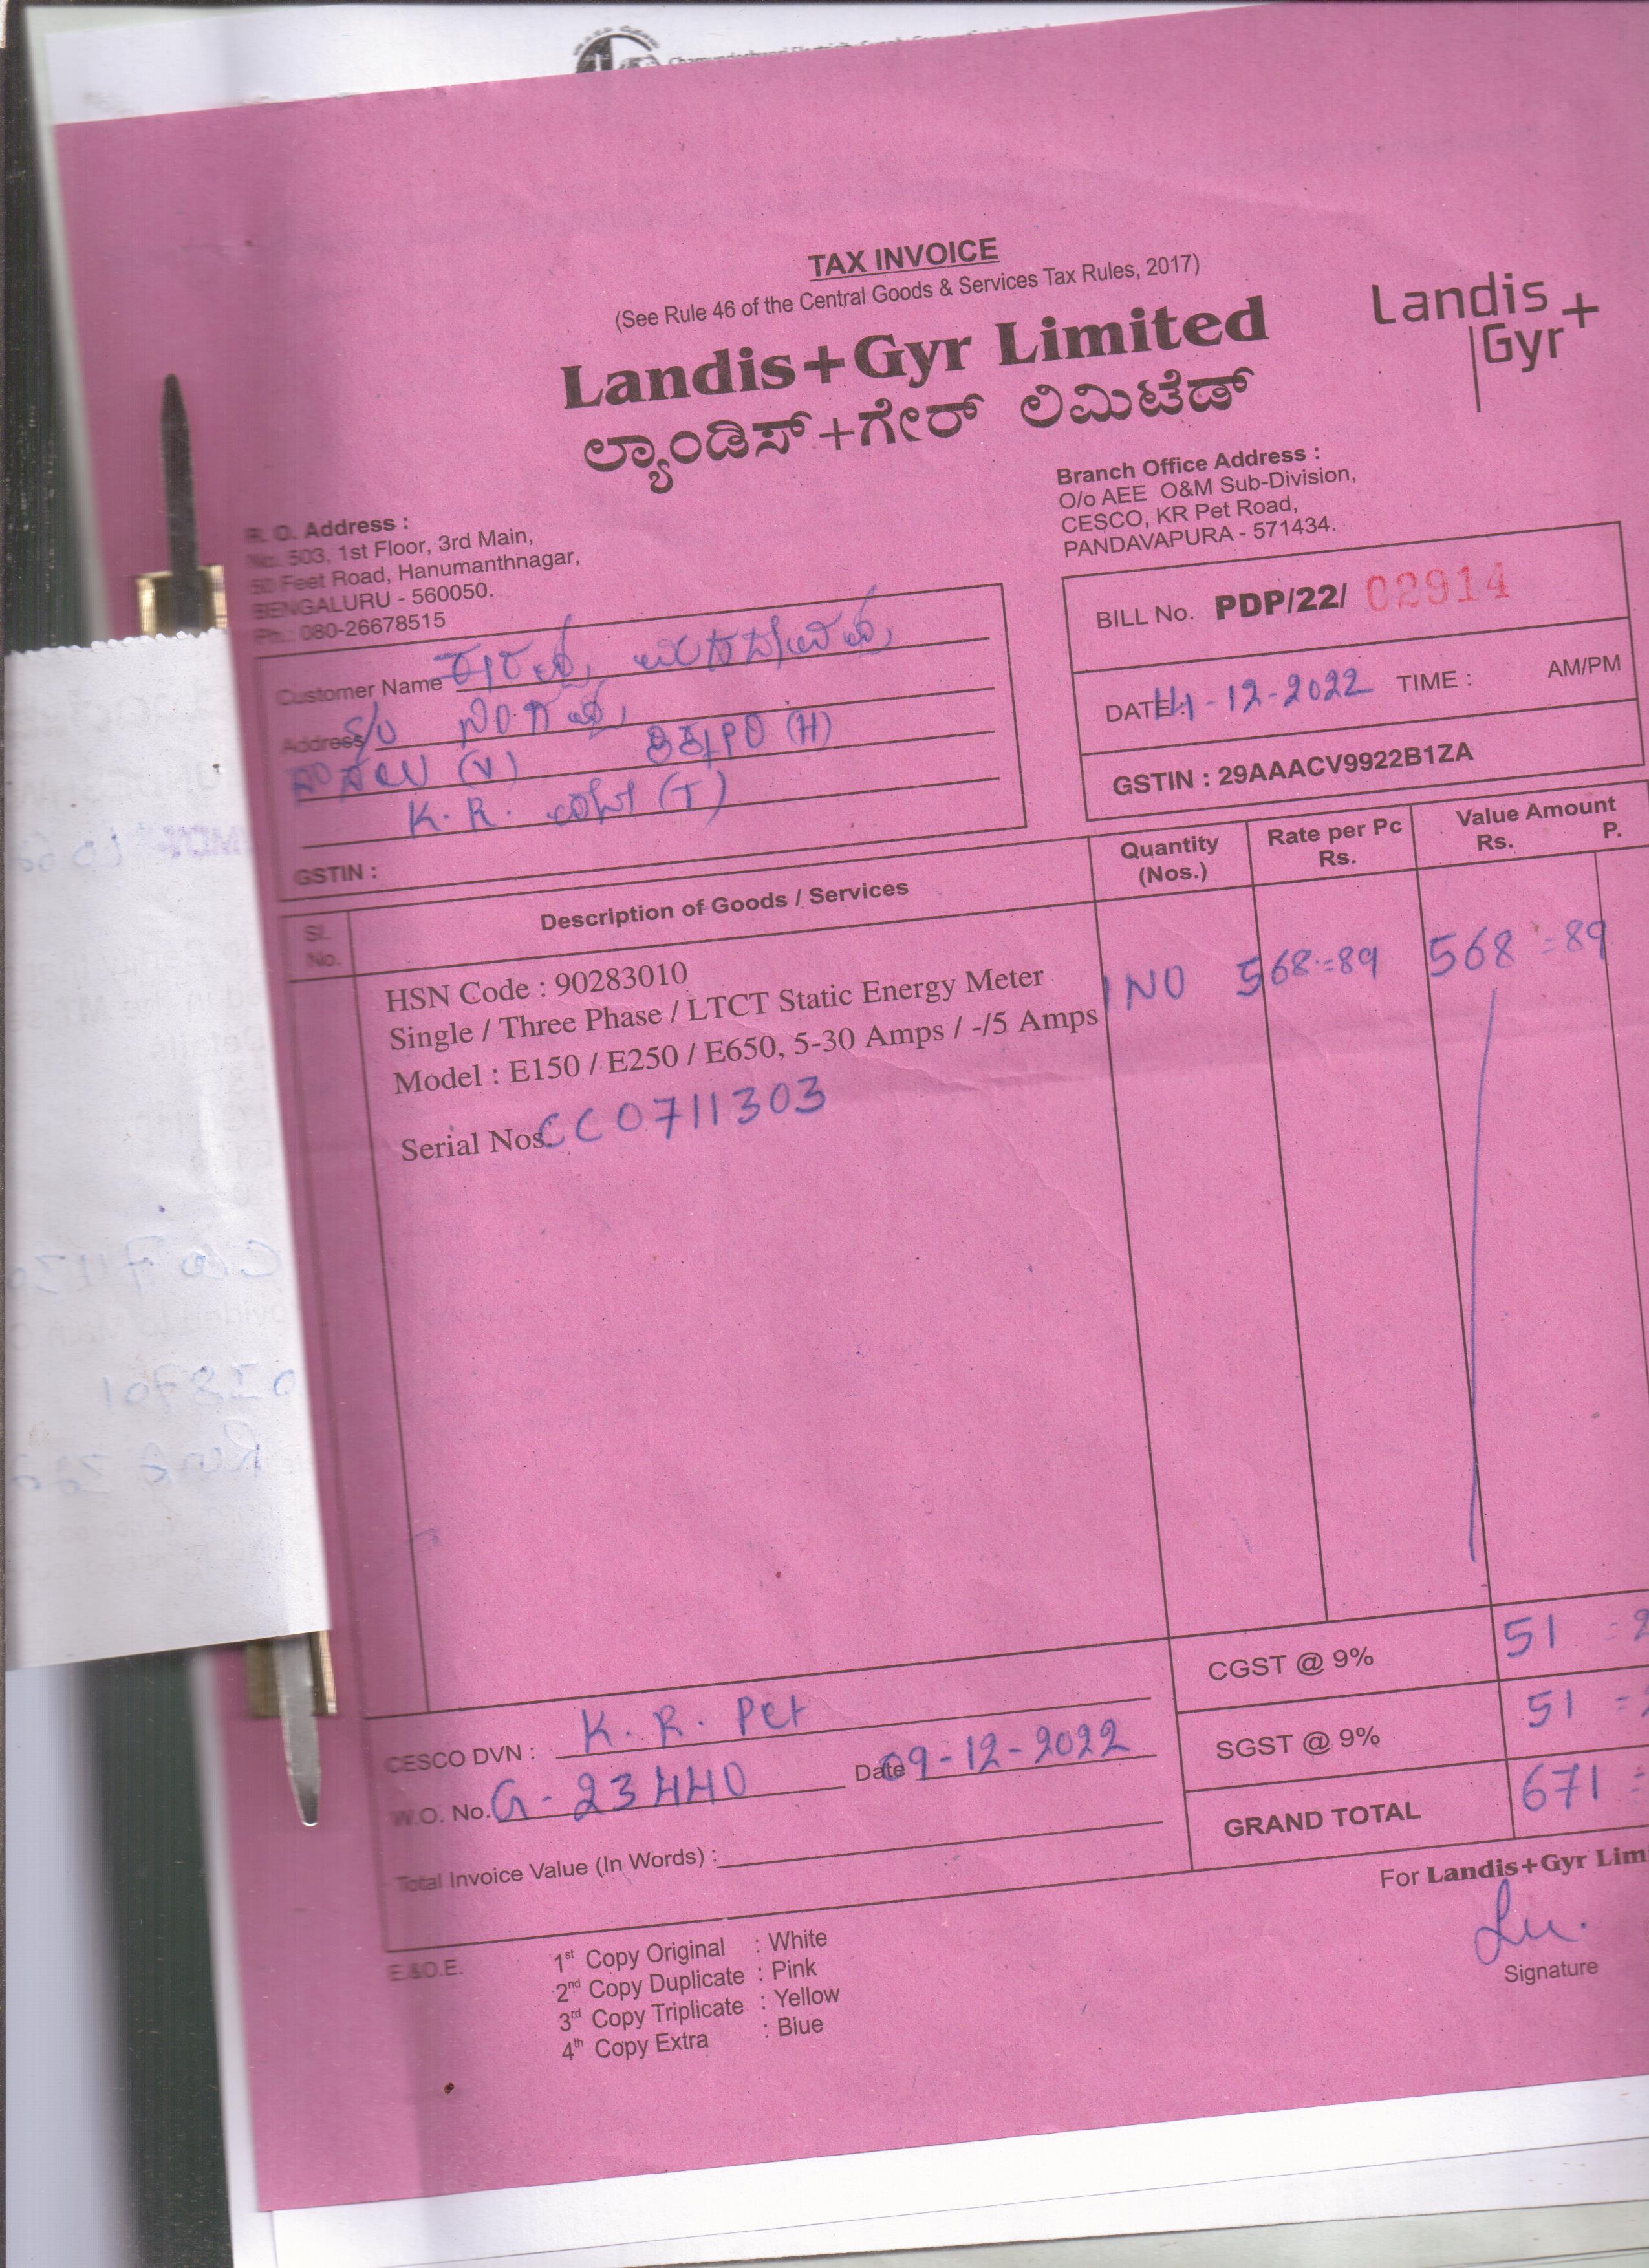 TAX INVOICE
(See Rule 46 of the Central Goods & Services Tax Rules, 2017)
Landis+Gyr Limited
ಲ್ಯಾಂಡಿಸ್+ಗೇರ್ ಲಿಮಿಟೆಡ್
Landis
Gyr+
R. O. Address :
No. 503, 1st Floor, 3rd Main,
50 Feet Road, Hanumanthnagar,
BENGALURU - 560050.
Ph.: 080-26678515
Branch Office Address :
O/o AEE O&M Sub-Division,
CESCO, KR Pet Road,
PANDAVAPURA - 571434.
BILL No. PDP/22/ 02914
DATE : 14-12-2022 TIME : AM/PM
GSTIN : 29AAACV9922B1ZA
Customer Name
Address S/o
(V) (H)
K. R. (T)
GSTIN :
Sl. No. Description of Goods / Services Quantity (Nos.) Rate per Pc Rs. Value Amount Rs. P.
HSN Code : 90283010
Single / Three Phase / LTCT Static Energy Meter 1 NO 568=89 568=89
Model : E150 / E250 / E650, 5-30 Amps / -/5 Amps
Serial Nos. CC0711303
CGST @ 9% 51
SGST @ 9% 51
GRAND TOTAL 671
CESCO DVN : K. R. Pet
W.O. No. G-23440 Date 09-12-2022
Total Invoice Value (In Words) :
For Landis+Gyr Lim
Signature
E.&O.E.
1st Copy Original : White
2nd Copy Duplicate : Pink
3rd Copy Triplicate : Yellow
4th Copy Extra : Blue